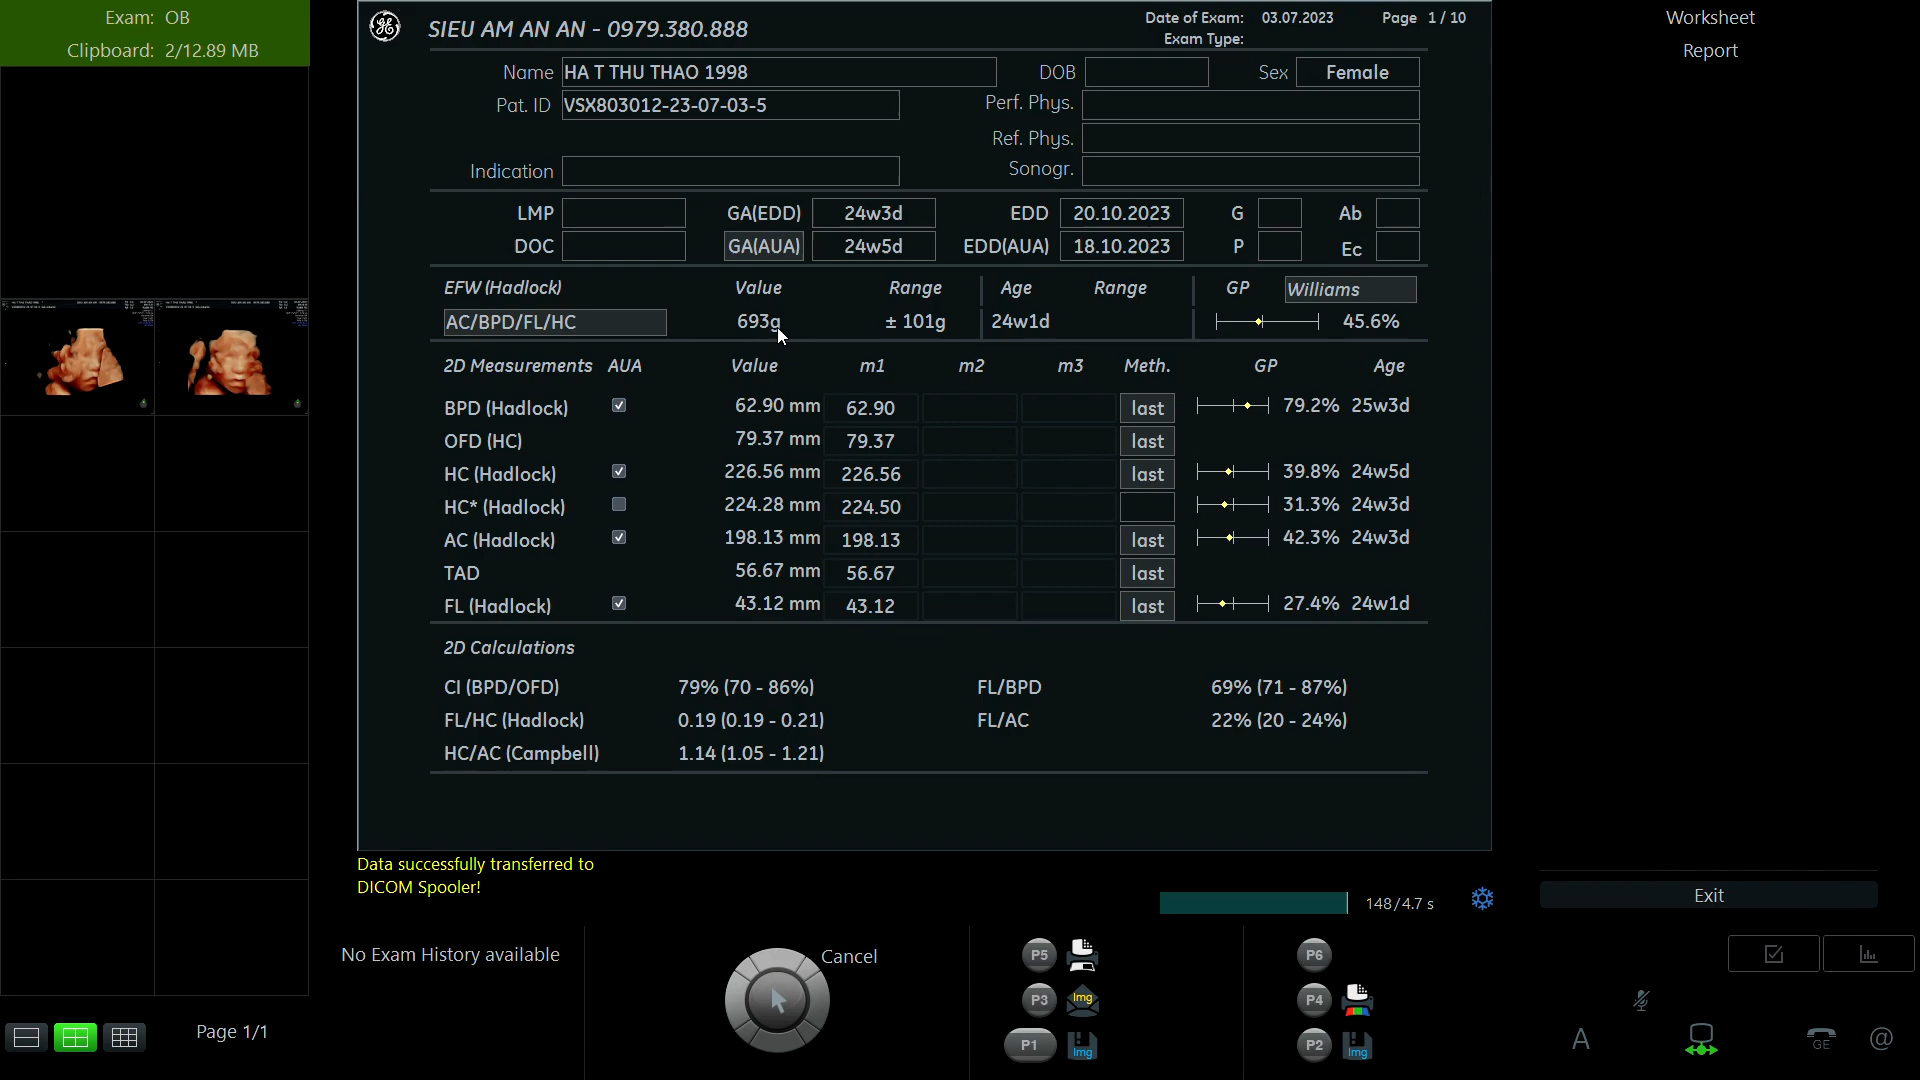 Exam: OB
Clipboard: 2/12.89 MB
SIEU AM AN AN - 0979.380.888
Date of Exam: 03.07.2023 Page 1 / 10
Exam Type:
Name HA T THU THAO 1998 DOB Sex Female
Pat. ID VSX803012-23-07-03-5 Perf. Phys.
Ref. Phys.
Indication Sonogr.
LMP GA(EDD) 24w3d EDD 20.10.2023 G Ab
DOC GA(AUA) 24w5d EDD(AUA) 18.10.2023 P Ec
EFW (Hadlock) Value Range Age Range GP Williams
AC/BPD/FL/HC 693g ± 101g 24w1d 45.6%
2D Measurements AUA Value m1 m2 m3 Meth. GP Age
BPD (Hadlock) 62.90 mm 62.90 last 79.2% 25w3d
OFD (HC) 79.37 mm 79.37 last
HC (Hadlock) 226.56 mm 226.56 last 39.8% 24w5d
HC* (Hadlock) 224.28 mm 224.50 31.3% 24w3d
AC (Hadlock) 198.13 mm 198.13 last 42.3% 24w3d
TAD 56.67 mm 56.67 last
FL (Hadlock) 43.12 mm 43.12 last 27.4% 24w1d
2D Calculations
CI (BPD/OFD) 79% (70 - 86%) FL/BPD 69% (71 - 87%)
FL/HC (Hadlock) 0.19 (0.19 - 0.21) FL/AC 22% (20 - 24%)
HC/AC (Campbell) 1.14 (1.05 - 1.21)
Data successfully transferred to
DICOM Spooler!
148/4.7 s
Worksheet
Report
Exit
No Exam History available
Cancel
P5
P3 Img
P1 Img
P6
P4
P2 Img
A GE @
Page 1/1